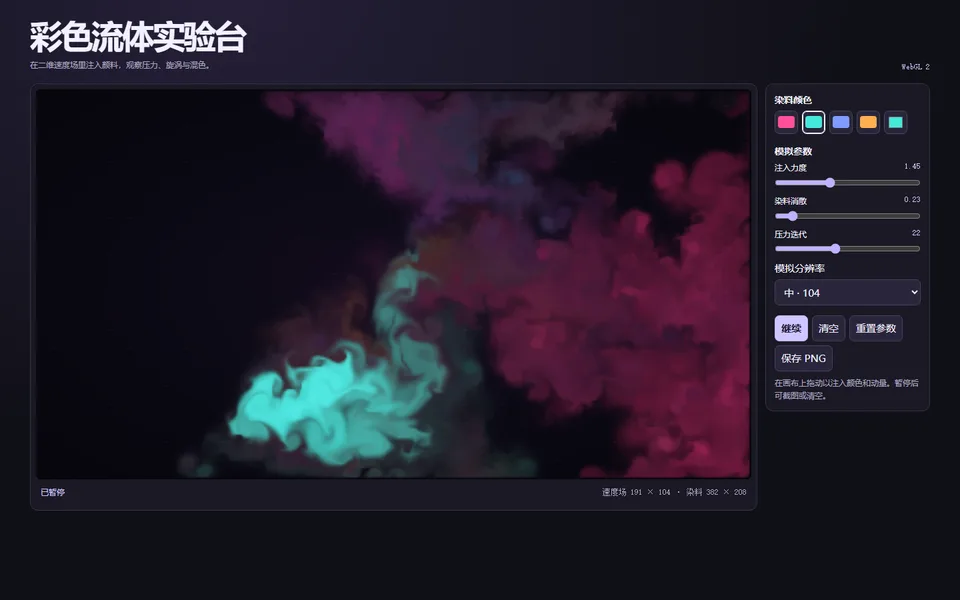 彩色流体实验台
在二维速度场里注入颜料，观察压力、旋涡与混色。
WebGL 2
染料颜色
模拟参数
注入力度 1.45
染料消散 0.23
压力迭代 22
模拟分辨率
中 · 104
继续 清空 重置参数
保存 PNG
在画布上拖动以注入颜色和动量。暂停后
可截图或清空。
已暂停 速度场 191 × 104 · 染料 382 × 208